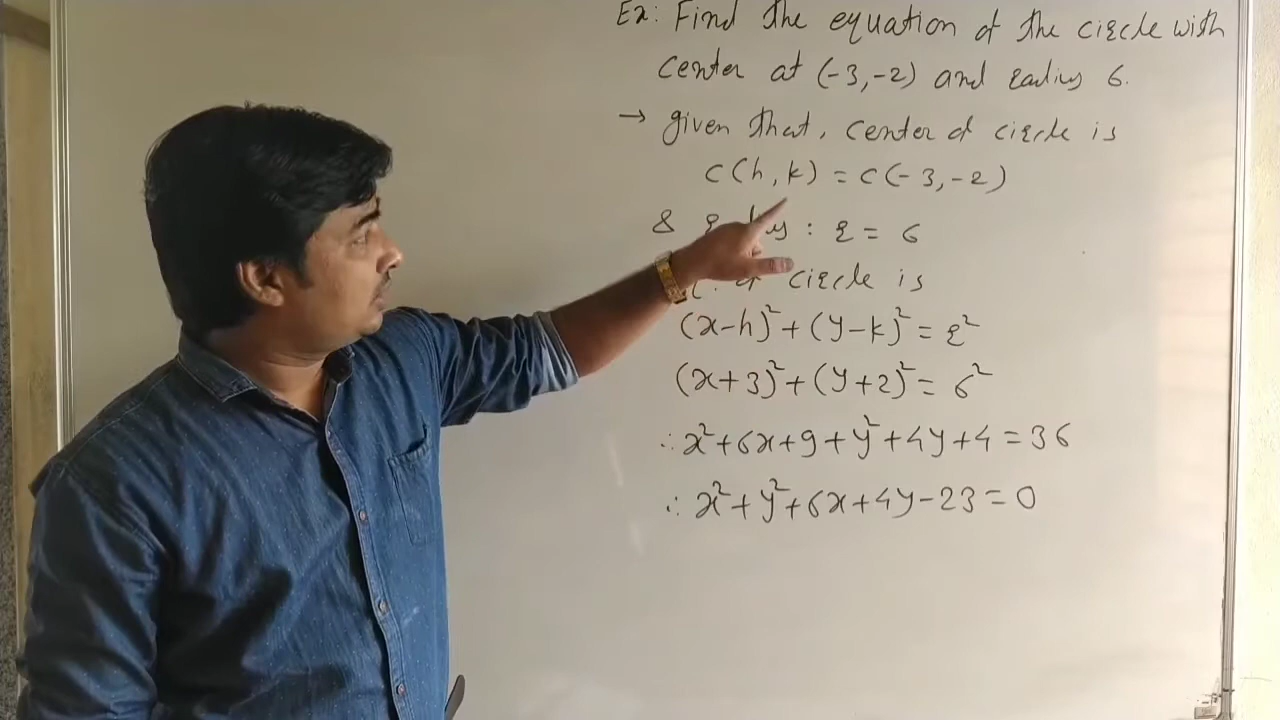 Ex: Find the equation of the circle with
center at (-3,-2) and radius 6.
→ given that, center of circle is
C(h,k) = C(-3,-2)
& : r = 6
of circle is
(x-h)²+(y-k)² = r²
(x+3)²+(y+2)² = 6²
∴ x²+6x+9+y²+4y+4 = 36
∴ x²+y²+6x+4y-23 = 0